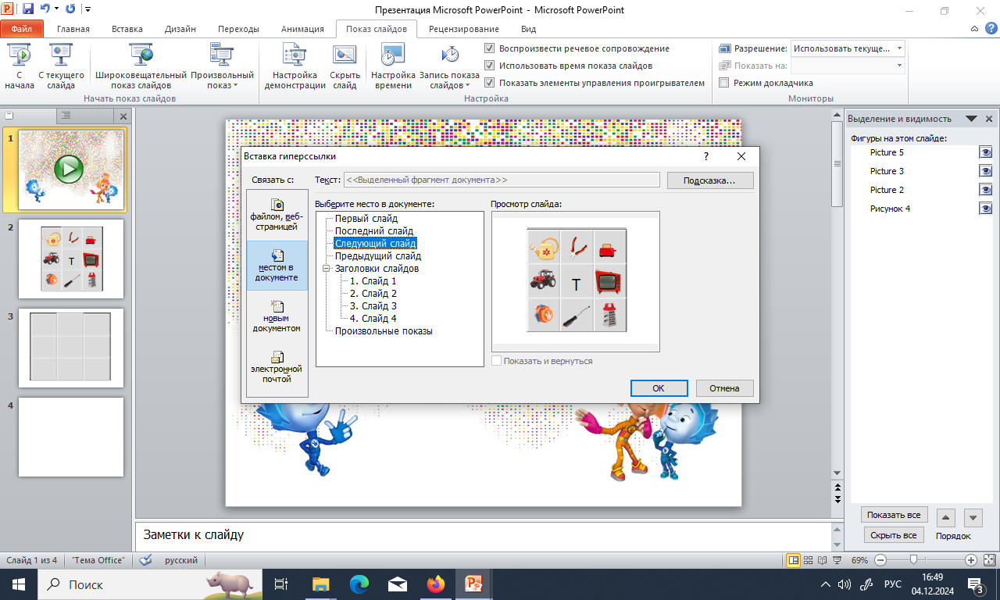 Презентация Microsoft PowerPoint - Microsoft PowerPoint
Файл Главная Вставка Дизайн Переходы Анимация Показ слайдов Рецензирование Вид
С начала
С текущего слайда
Широковещательный показ слайдов
Произвольный показ
Начать показ слайдов
Настройка демонстрации
Скрыть слайд
Настройка времени
Запись показа слайдов
Воспроизвести речевое сопровождение
Использовать время показа слайдов
Показать элементы управления проигрывателем
Настройка
Разрешение: Использовать текуще...
Показать на:
Режим докладчика
Мониторы
1
2
T
3
4
Вставка гиперссылки
?
Связать с:
файлом, веб-
страницей
местом в
документе
новым
документом
электронной
почтой
Текст: <<Выделенный фрагмент документа>>
Подсказка...
Выберите место в документе:
Первый слайд
Последний слайд
Следующий слайд
Предыдущий слайд
Заголовки слайдов
1. Слайд 1
2. Слайд 2
3. Слайд 3
4. Слайд 4
Произвольные показы
Просмотр слайда:
T
Показать и вернуться
ОК Отмена
Выделение и видимость
Фигуры на этом слайде:
Picture 5
Picture 3
Picture 2
Рисунок 4
Показать все
Скрыть все
Порядок
Заметки к слайду
Слайд 1 из 4 "Тема Office" русский 69%
Поиск
РУС
16:49
04.12.2024
3